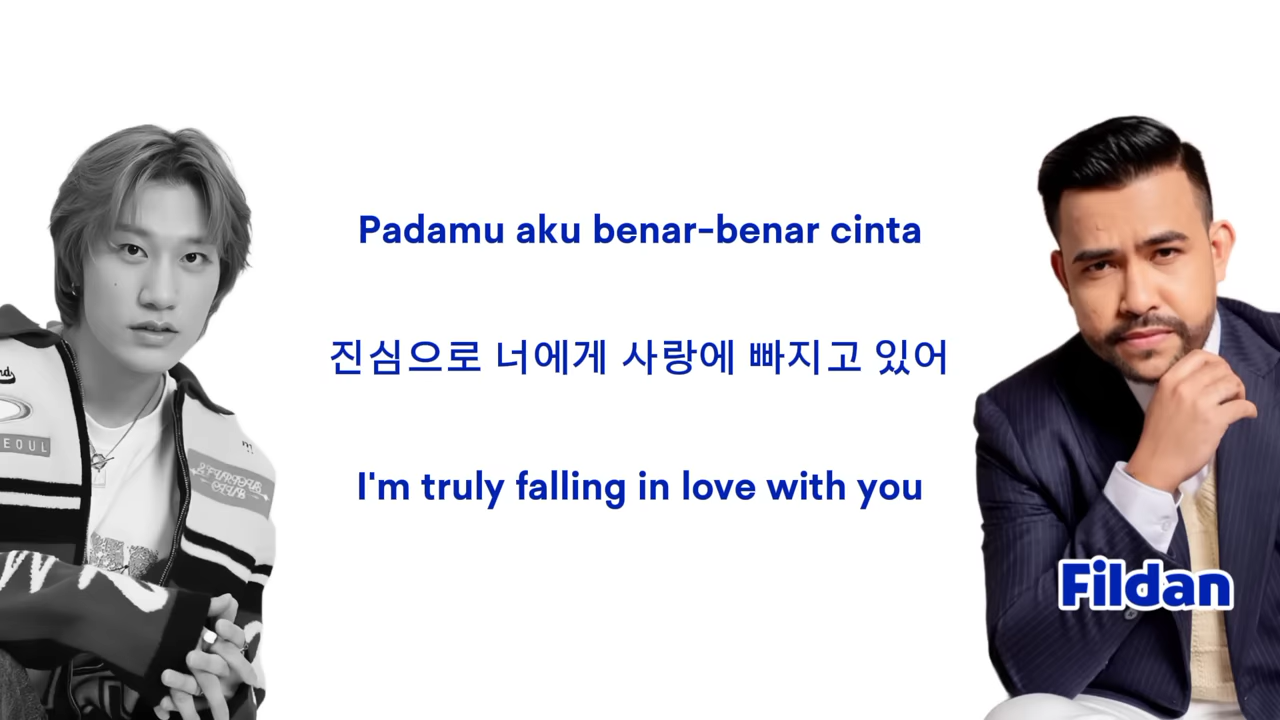 Padamu aku benar-benar cinta
진심으로 너에게 사랑에 빠지고 있어
I'm truly falling in love with you
EOUL
Fildan